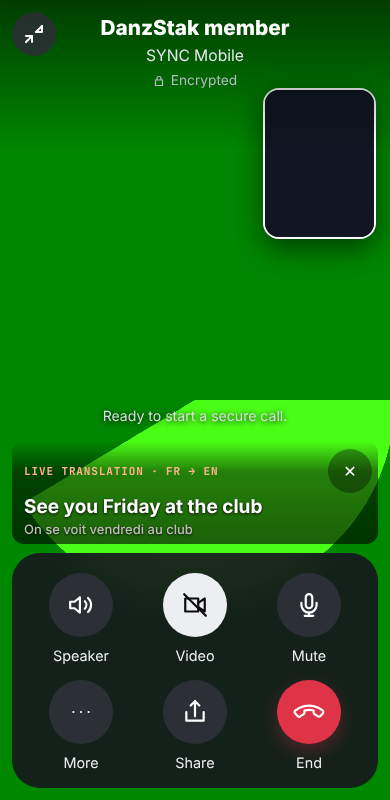 DanzStak member
SYNC Mobile
Encrypted
Ready to start a secure call.
LIVE TRANSLATION · FR → EN
See you Friday at the club
On se voit vendredi au club
Speaker
Video
Mute
More
Share
End